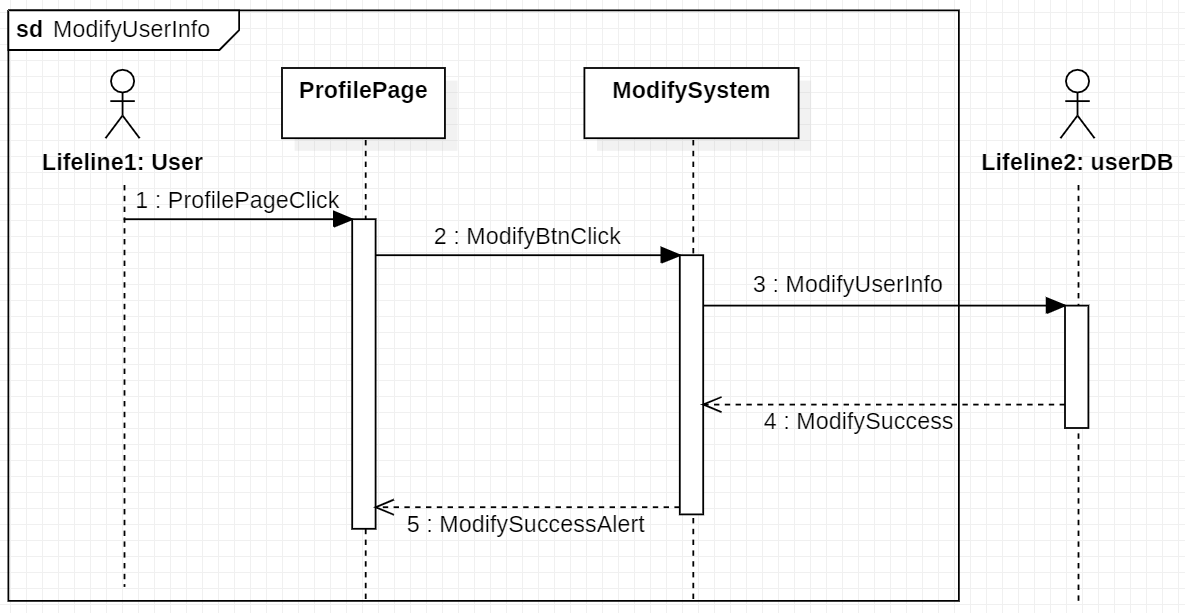 sd ModifyUserInfo
ProfilePage
ModifySystem
Lifeline1: User
Lifeline2: userDB
1 : ProfilePageClick
2 : ModifyBtnClick
3 : ModifyUserInfo
4 : ModifySuccess
5 : ModifySuccessAlert